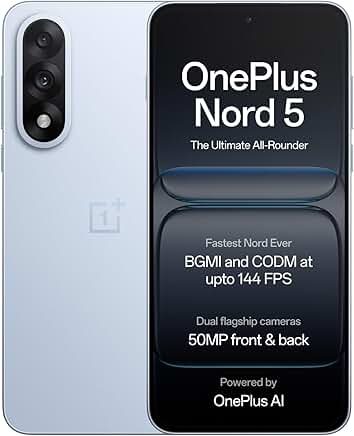 OnePlus
Nord 5
The Ultimate All-Rounder
Fastest Nord Ever
BGMI and CODM at
upto 144 FPS
Dual flagship cameras
50MP front & back
Powered by
OnePlus AI